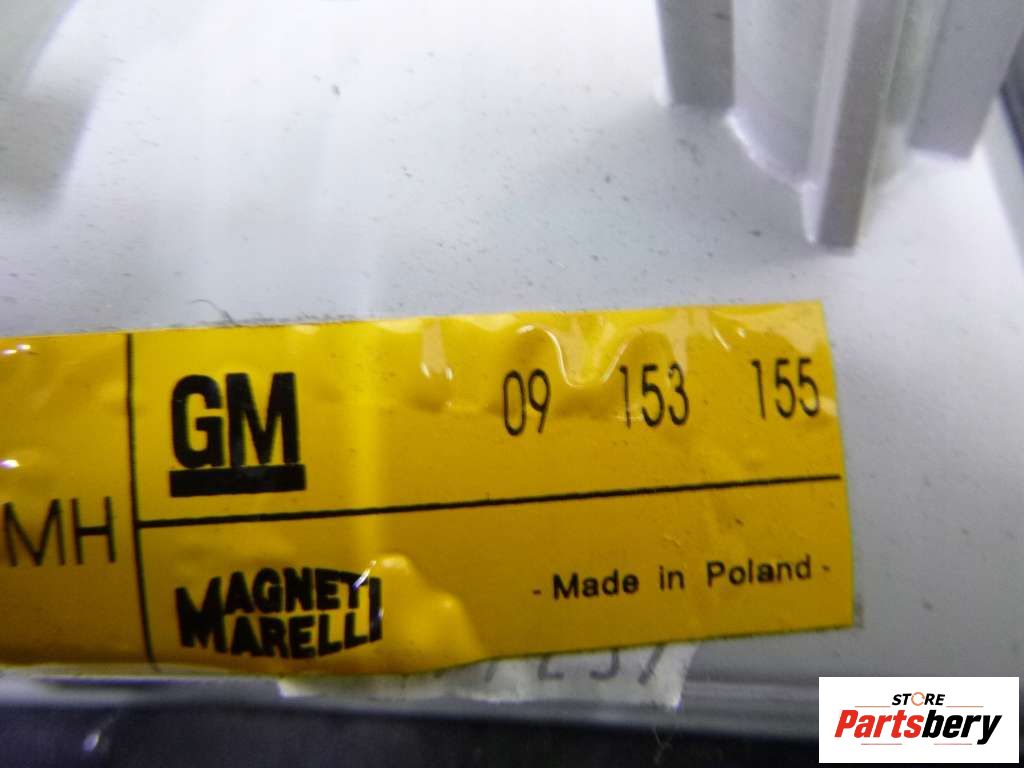 GM 09 153 155
MH
MAGNETI
MARELLI
- Made in Poland -
STORE
Partsbery